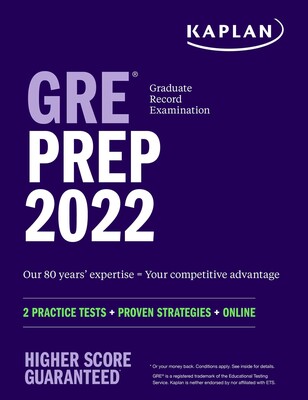 KAPLAN
GRE®
Graduate
Record
Examination
PREP
2022
Our 80 years' expertise = Your competitive advantage
2 PRACTICE TESTS + PROVEN STRATEGIES + ONLINE
HIGHER SCORE
GUARANTEED*
* Or your money back. Conditions apply. See inside for details.
GRE® is a registered trademark of the Educational Testing
Service. Kaplan is neither endorsed by nor affiliated with ETS.